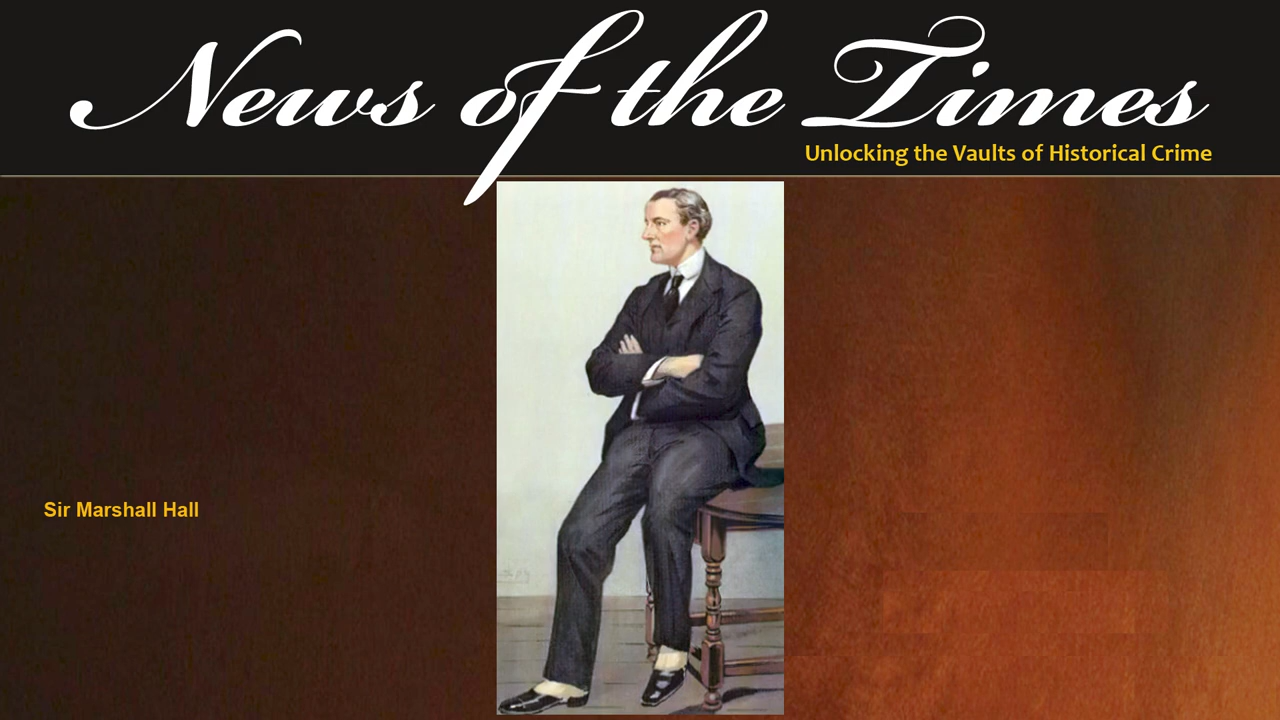 News of the Times
Unlocking the Vaults of Historical Crime
Sir Marshall Hall